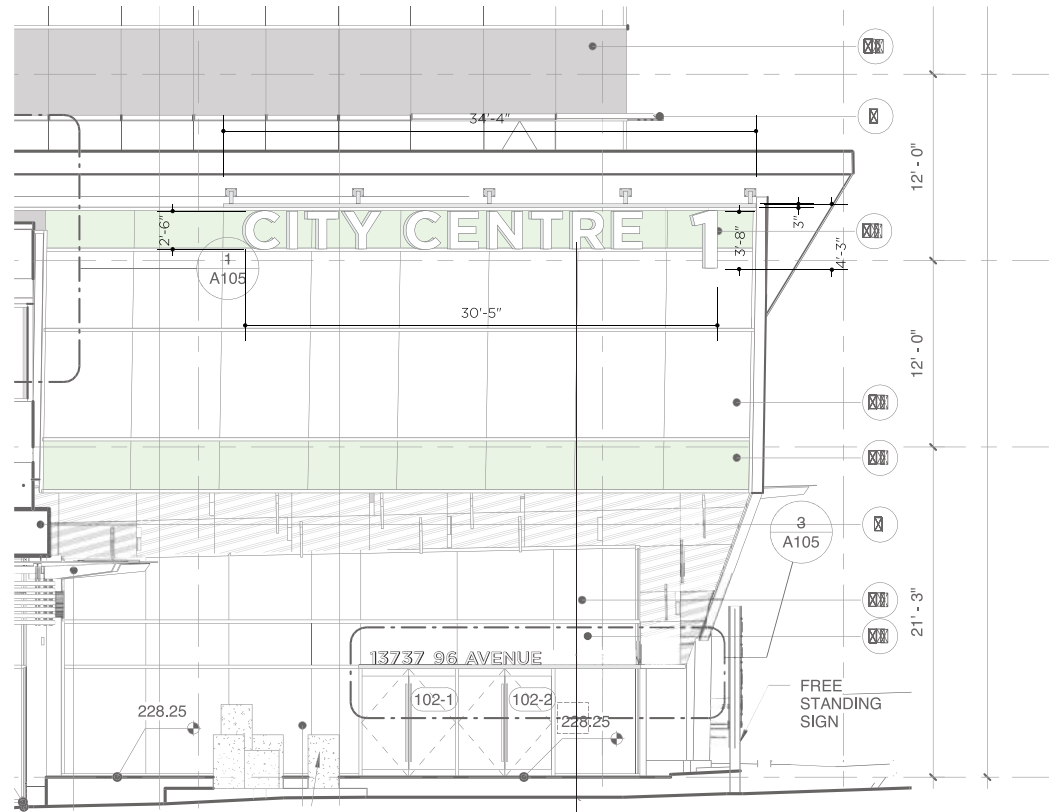 34'-4"
12' - 0"
2'-6"
CITY CENTRE 1
3'-8"
3"
4'-3"
1
A105
30'-5"
12' - 0"
3
A105
21' - 3"
13737 96 AVENUE
102-1
102-2
228.25
228.25
FREE
STANDING
SIGN